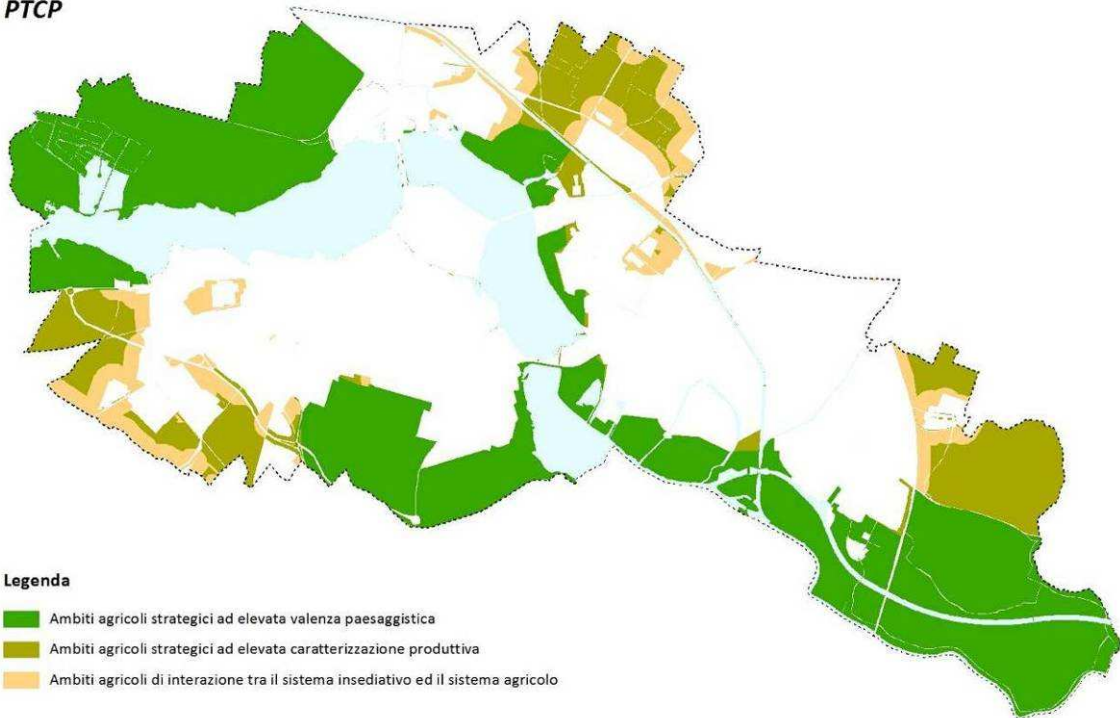 PTCP
Legenda
Ambiti agricoli strategici ad elevata valenza paesaggistica
Ambiti agricoli strategici ad elevata caratterizzazione produttiva
Ambiti agricoli di interazione tra il sistema insediativo ed il sistema agricolo